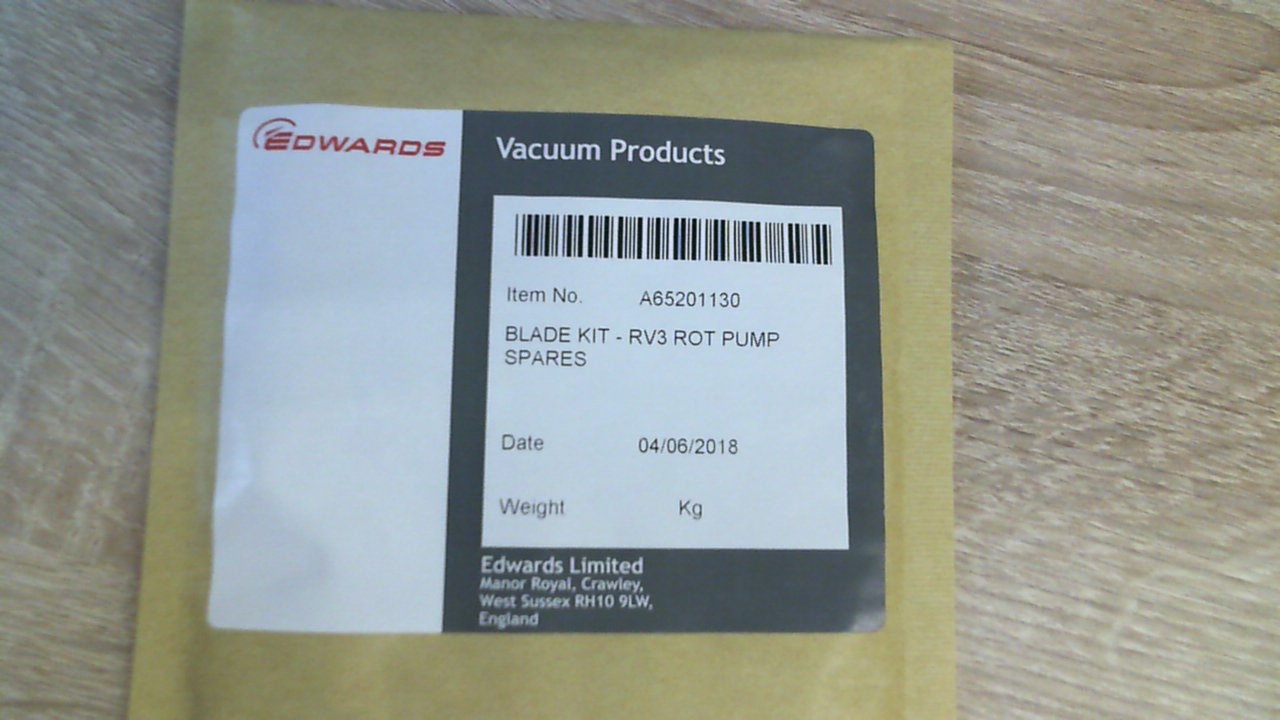 EDWARDS
Vacuum Products
Item No. A65201130
BLADE KIT - RV3 ROT PUMP
SPARES
Date 04/06/2018
Weight Kg
Edwards Limited
Manor Royal, Crawley,
West Sussex RH10 9LW,
England